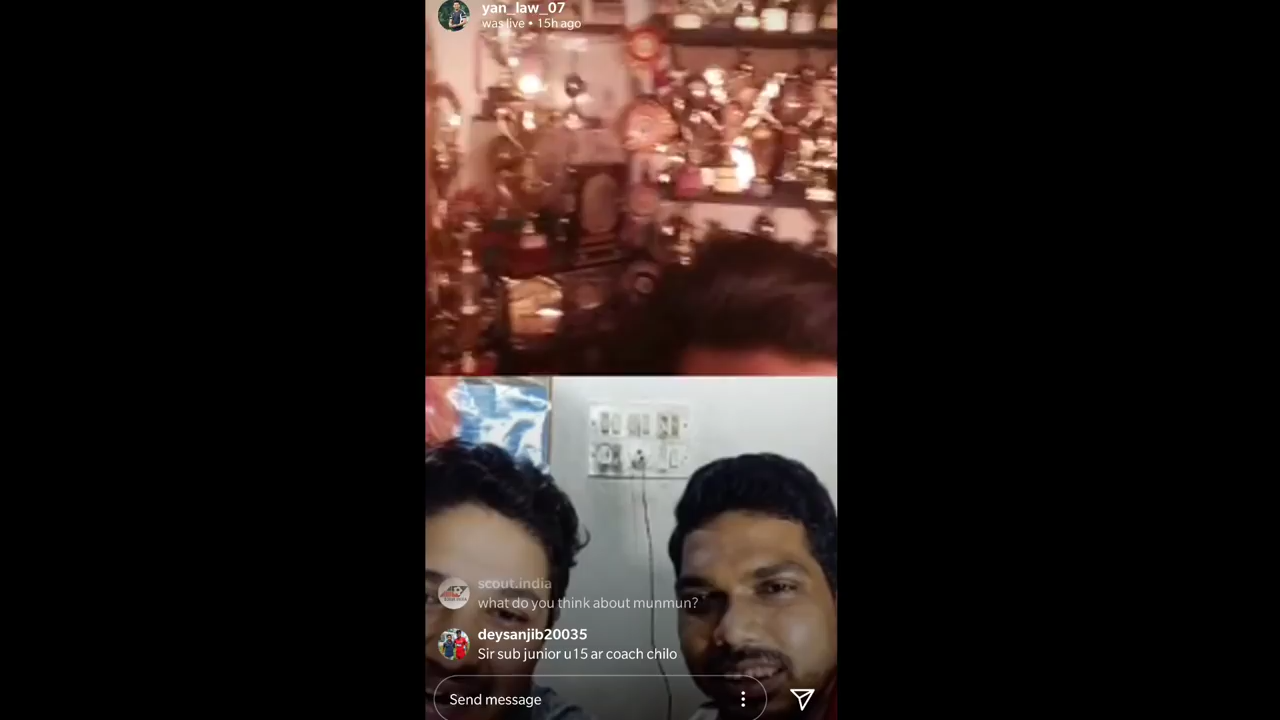 yan_law_07
was live • 15h ago
scout.india
what do you think about munmun?
deysanjib20035
Sir sub junior u15 ar coach chilo
Send message